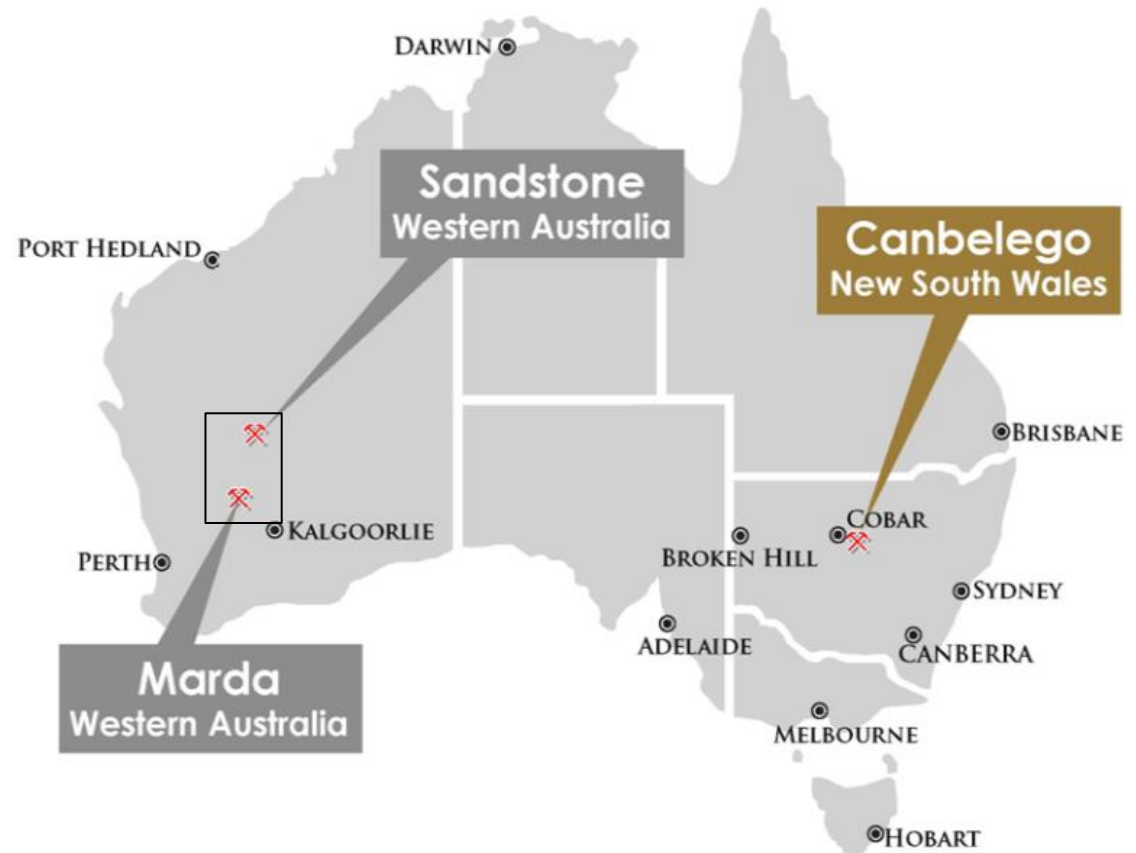 DARWIN
Sandstone
Western Australia
PORT HEDLAND
Canbelego
New South Wales
BRISBANE
COBAR
KALGOORLIE
BROKEN HILL
PERTH
SYDNEY
ADELAIDE
CANBERRA
Marda
Western Australia
MELBOURNE
HOBART